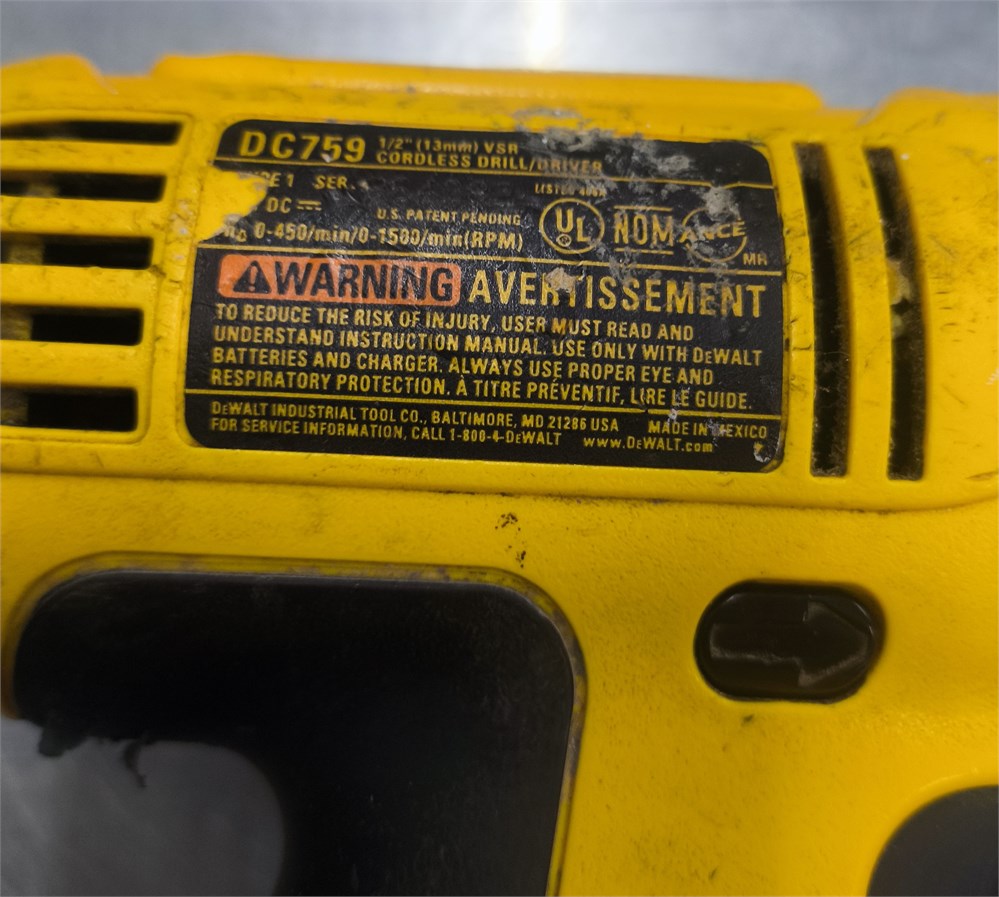 DC759 1/2" (13mm) VSR
CORDLESS DRILL/DRIVER
1 SER.
DC
U.S. PATENT PENDING
LISTED
UL
NOM
ANCE
MR
0-450/min/0-1500/min(RPM)
WARNING AVERTISSEMENT
TO REDUCE THE RISK OF INJURY, USER MUST READ AND
UNDERSTAND INSTRUCTION MANUAL. USE ONLY WITH DEWALT
BATTERIES AND CHARGER. ALWAYS USE PROPER EYE AND
RESPIRATORY PROTECTION. À TITRE PRÉVENTIF, LIRE LE GUIDE.
DEWALT INDUSTRIAL TOOL CO., BALTIMORE, MD 21286 USA MADE IN MEXICO
FOR SERVICE INFORMATION, CALL 1-800-4-DEWALT www.DEWALT.com